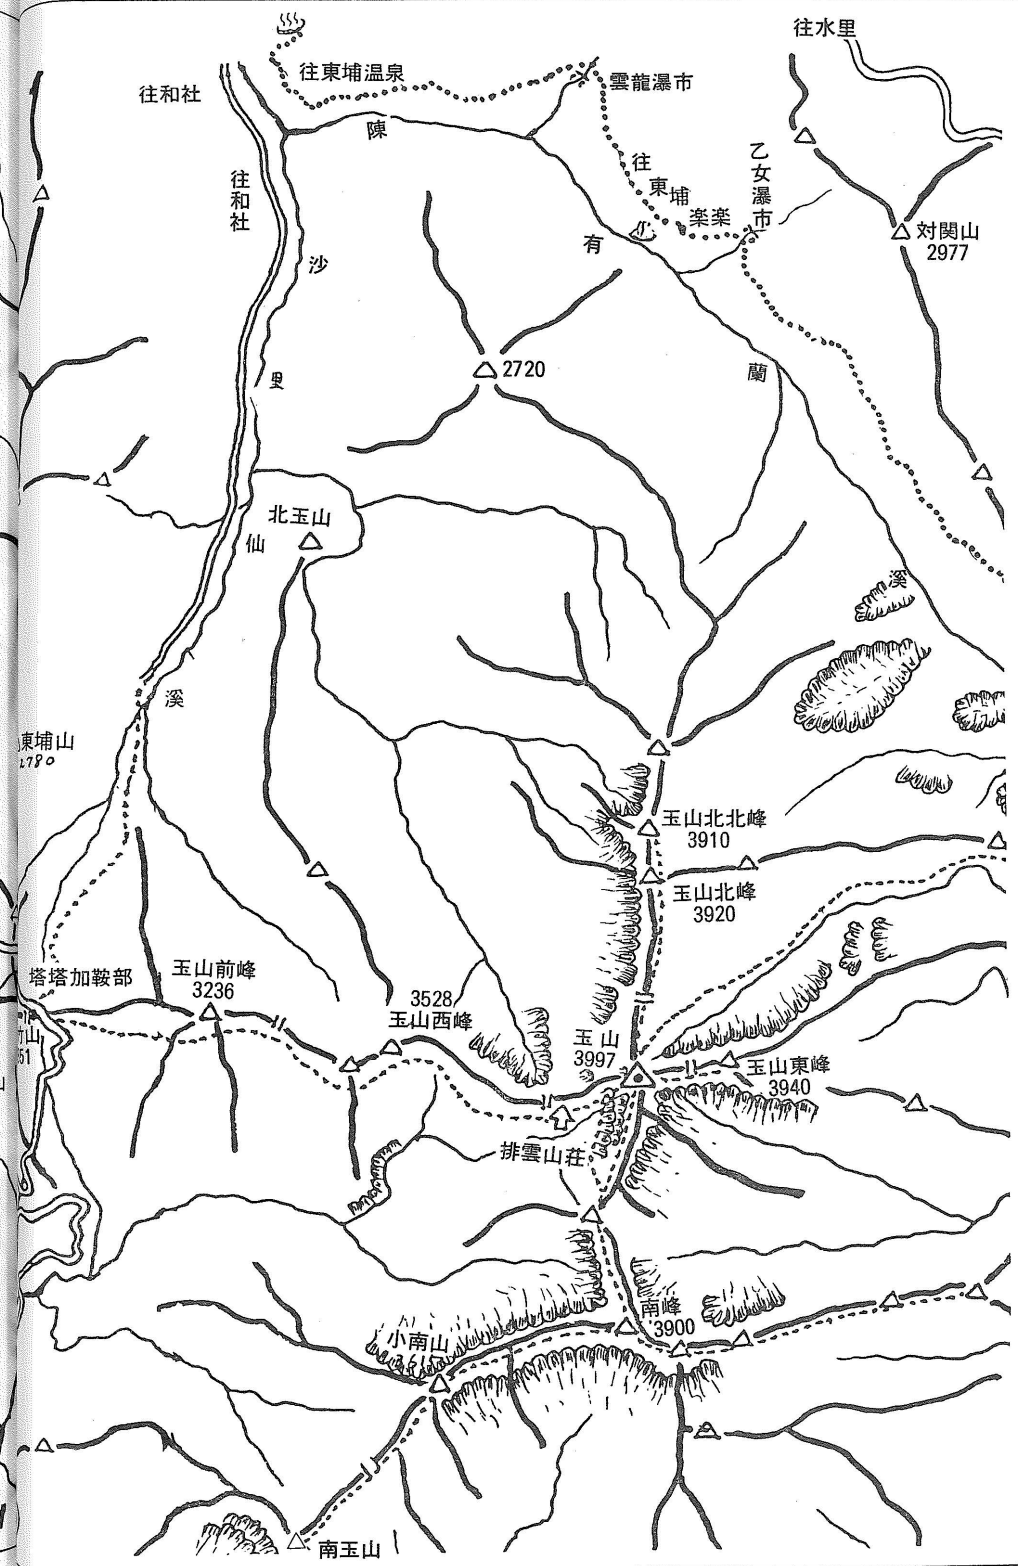 往水里
往東埔温泉
雲龍瀑市
往和社
陳
往和社
往東埔楽楽
乙女瀑市
有
対関山
2977
沙
2720
里
蘭
北玉山
仙
溪
溪
東埔山
2780
玉山北北峰
3910
玉山北峰
3920
塔塔加鞍部
玉山前峰
3236
3528
玉山西峰
玉山
3997
玉山東峰
3940
排雲山荘
南峰
3900
小南山
南玉山